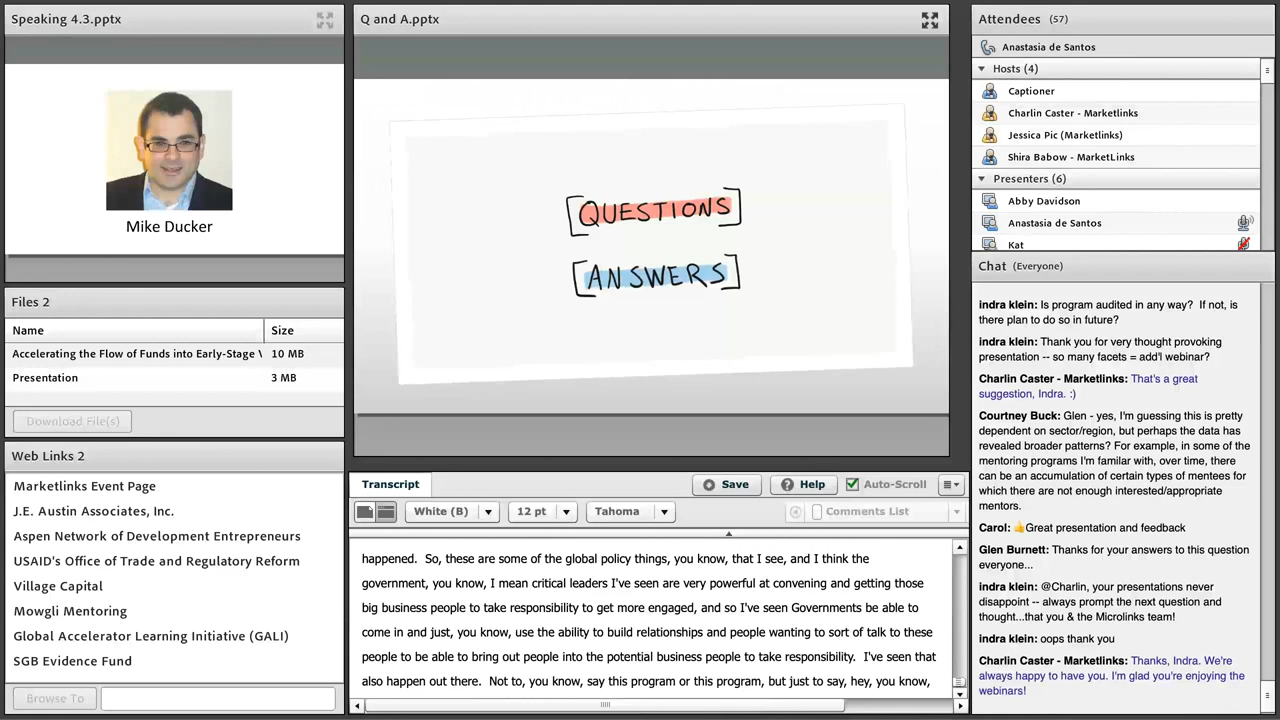 Speaking 4.3.pptx
Mike Ducker
Files 2
Name Size
Accelerating the Flow of Funds into Early-Stage 10 MB
Presentation 3 MB
Download File(s)
Web Links 2
Marketlinks Event Page
J.E. Austin Associates, Inc.
Aspen Network of Development Entrepreneurs
USAID's Office of Trade and Regulatory Reform
Village Capital
Mowgli Mentoring
Global Accelerator Learning Initiative (GALI)
SGB Evidence Fund
Browse To
Q and A.pptx
[QUESTIONS]
[ANSWERS]
Transcript Save Help Auto-Scroll
White (B) 12 pt Tahoma Comments List
happened. So, these are some of the global policy things, you know, that I see, and I think the
government, you know, I mean critical leaders I've seen are very powerful at convening and getting those
big business people to take responsibility to get more engaged, and so I've seen Governments be able to
come in and just, you know, use the ability to build relationships and people wanting to sort of talk to these
people to be able to bring out people into the potential business people to take responsibility. I've seen that
also happen out there. Not to, you know, say this program or this program, but just to say, hey, you know,
Attendees (57)
Anastasia de Santos
Hosts (4)
Captioner
Charlin Caster - Marketlinks
Jessica Pic (Marketlinks)
Shira Babow - MarketLinks
Presenters (6)
Abby Davidson
Anastasia de Santos
Kat
Chat (Everyone)
indra klein: Is program audited in any way? If not, is
there plan to do so in future?
indra klein: Thank you for very thought provoking
presentation -- so many facets = add'l webinar?
Charlin Caster - Marketlinks: That's a great
suggestion, Indra. :)
Courtney Buck: Glen - yes, I'm guessing this is pretty
dependent on sector/region, but perhaps the data has
revealed broader patterns? For example, in some of the
mentoring programs I'm familar with, over time, there
can be an accumulation of certain types of mentees for
which there are not enough interested/appropriate
mentors.
Carol: 👍Great presentation and feedback
Glen Burnett: Thanks for your answers to this question
everyone...
indra klein: @Charlin, your presentations never
disappoint -- always prompt the next question and
thought...that you & the Microlinks team!
indra klein: oops thank you
Charlin Caster - Marketlinks: Thanks, Indra. We're
always happy to have you. I'm glad you're enjoying the
webinars!